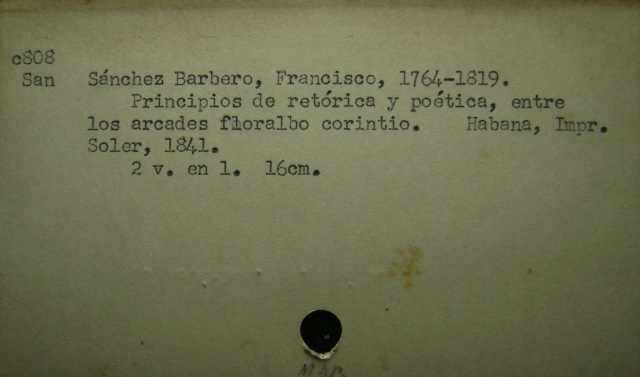 c808
San Sánchez Barbero, Francisco, 1764-1819.
Principios de retórica y poética, entre
los arcades floralbo corintio. Habana, Impr.
Soler, 1841.
2 v. en 1. 16cm.